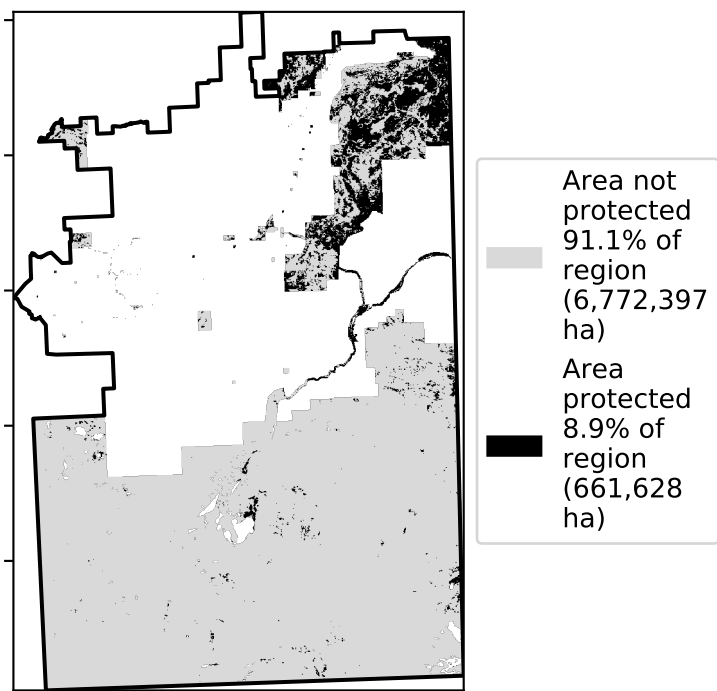 Area not
protected
91.1% of
region
(6,772,397
ha)
Area
protected
8.9% of
region
(661,628
ha)